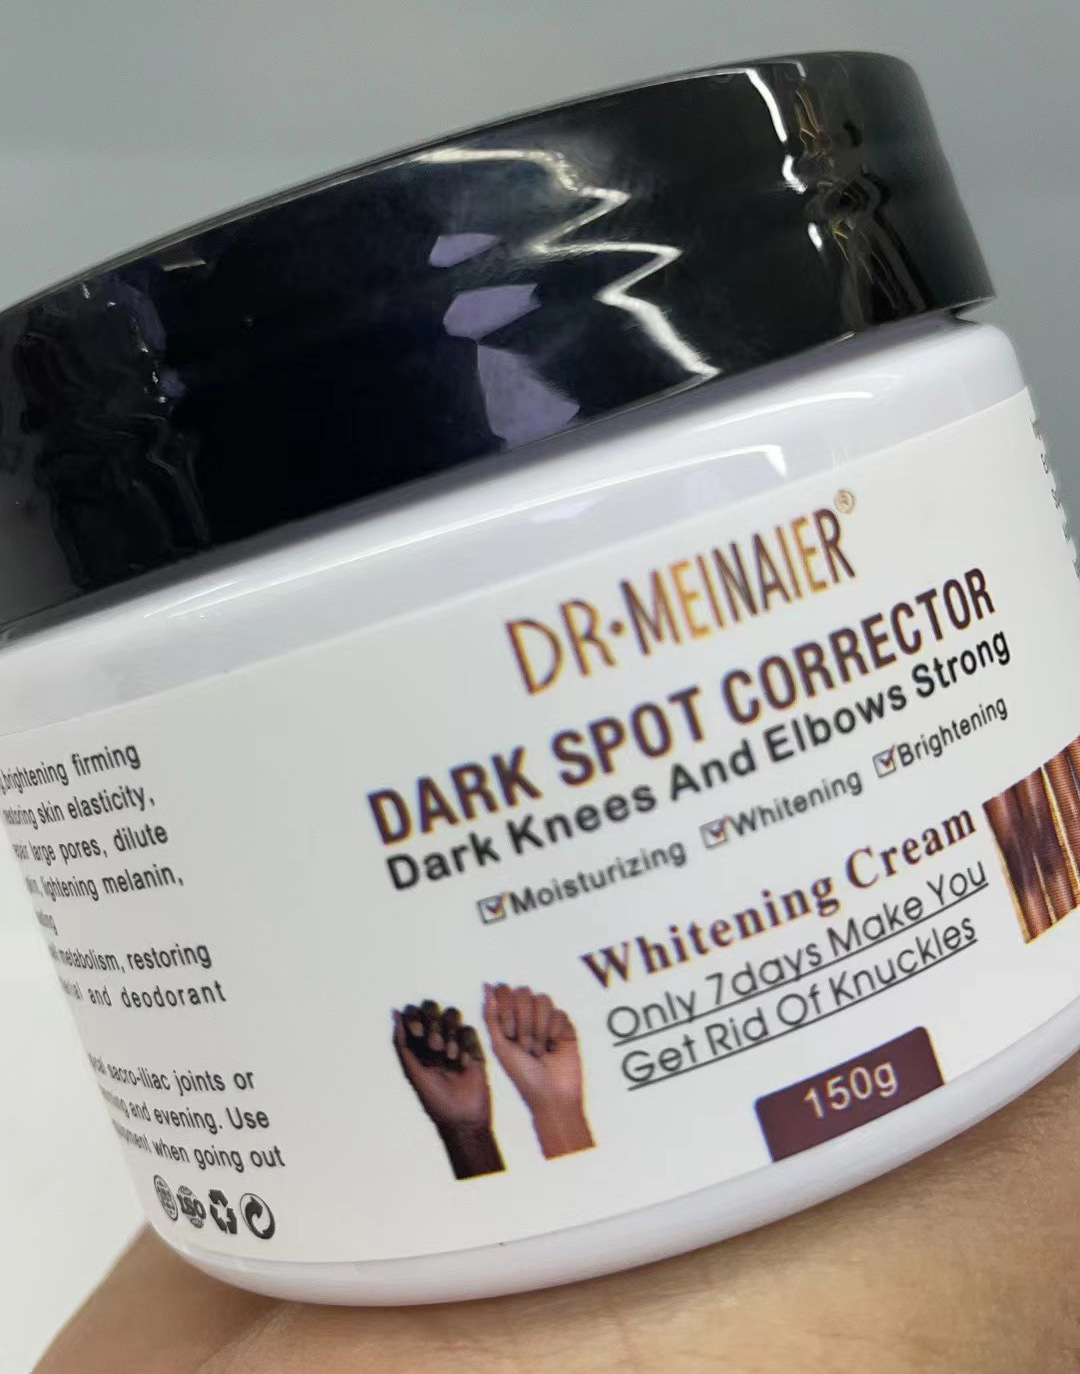 DR·MEINAIER®
DARK SPOT CORRECTOR
Dark Knees And Elbows Strong
Moisturizing Whitening Brightening
Whitening Cream
Only 7days Make You
Get Rid Of Knuckles
150g
brightening firming
skin elasticity,
large pores, dilute
lightening melanin,
metabolism, restoring
and deodorant
sacro-iliac joints or
and evening. Use
when going out
ISO